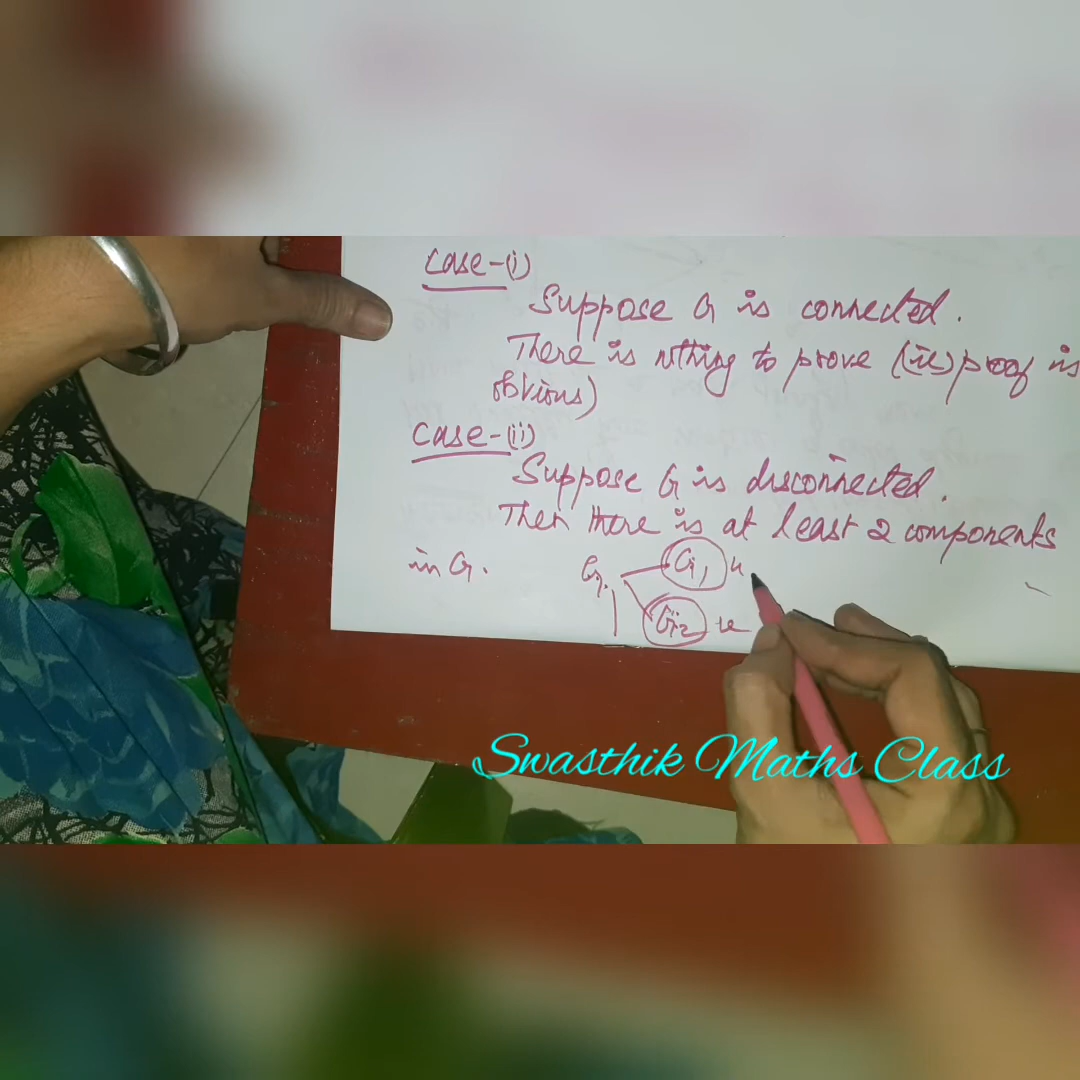 Case-(i)
Suppose G is connected.
There is nothing to prove (ie) proof is
obvious)
Case-(ii)
Suppose G is disconnected.
Then there is at least 2 components
in G. G G1 u
G2 u
Swasthik Maths Class